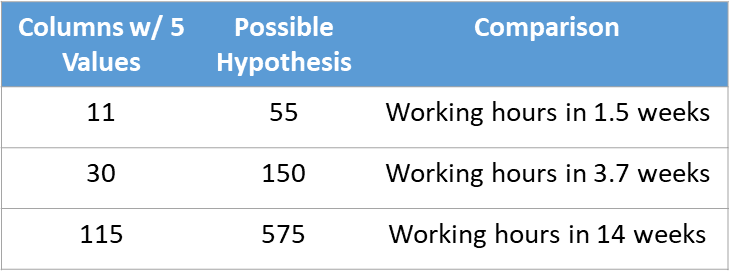 Columns w/ 5 Values Possible Hypothesis Comparison
11 55 Working hours in 1.5 weeks
30 150 Working hours in 3.7 weeks
115 575 Working hours in 14 weeks